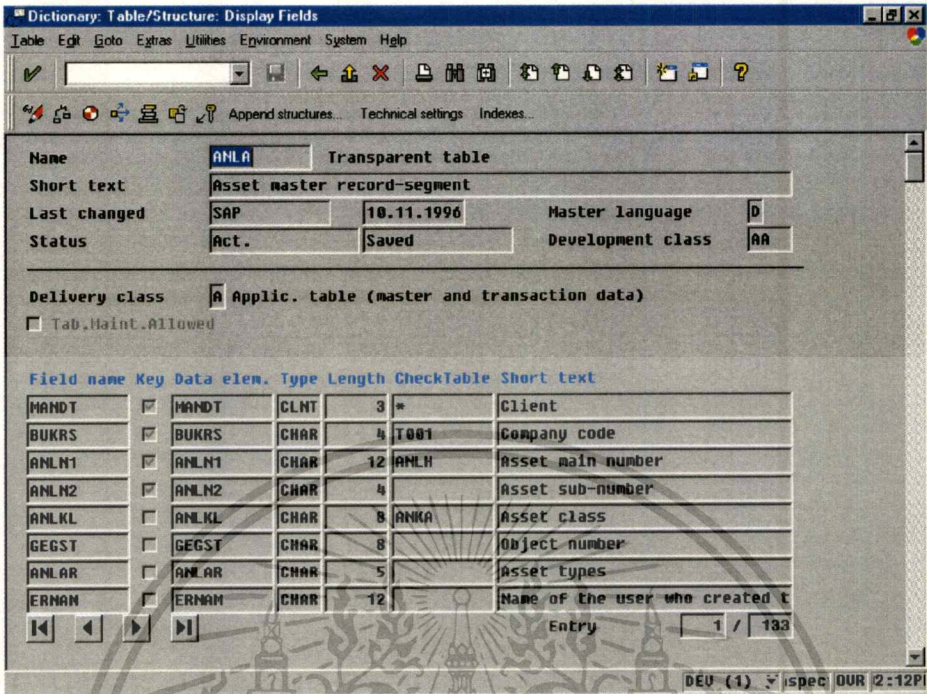 Dictionary: Table/Structure: Display Fields
Table Edit Goto Extras Utilities Environment System Help
Append structures... Technical settings Indexes...
Name ANLA Transparent table
Short text Asset master record-segment
Last changed SAP 10.11.1996 Master language D
Status Act. Saved Development class AA
Delivery class A Applic. table (master and transaction data)
Tab.Maint.Allowed
Field name Key Data elem. Type Length CheckTable Short text
MANDT MANDT CLNT 3 * Client
BUKRS BUKRS CHAR 4 T001 Company code
ANLN1 ANLN1 CHAR 12 ANLH Asset main number
ANLN2 ANLN2 CHAR 4 Asset sub-number
ANLKL ANLKL CHAR 8 ANKA Asset class
GEGST GEGST CHAR 8 Object number
ANLAR ANLAR CHAR 5 Asset types
ERNAM ERNAM CHAR 12 Name of the user who created t
Entry 1 / 133
DEV (1) ispec OVR 2:12P